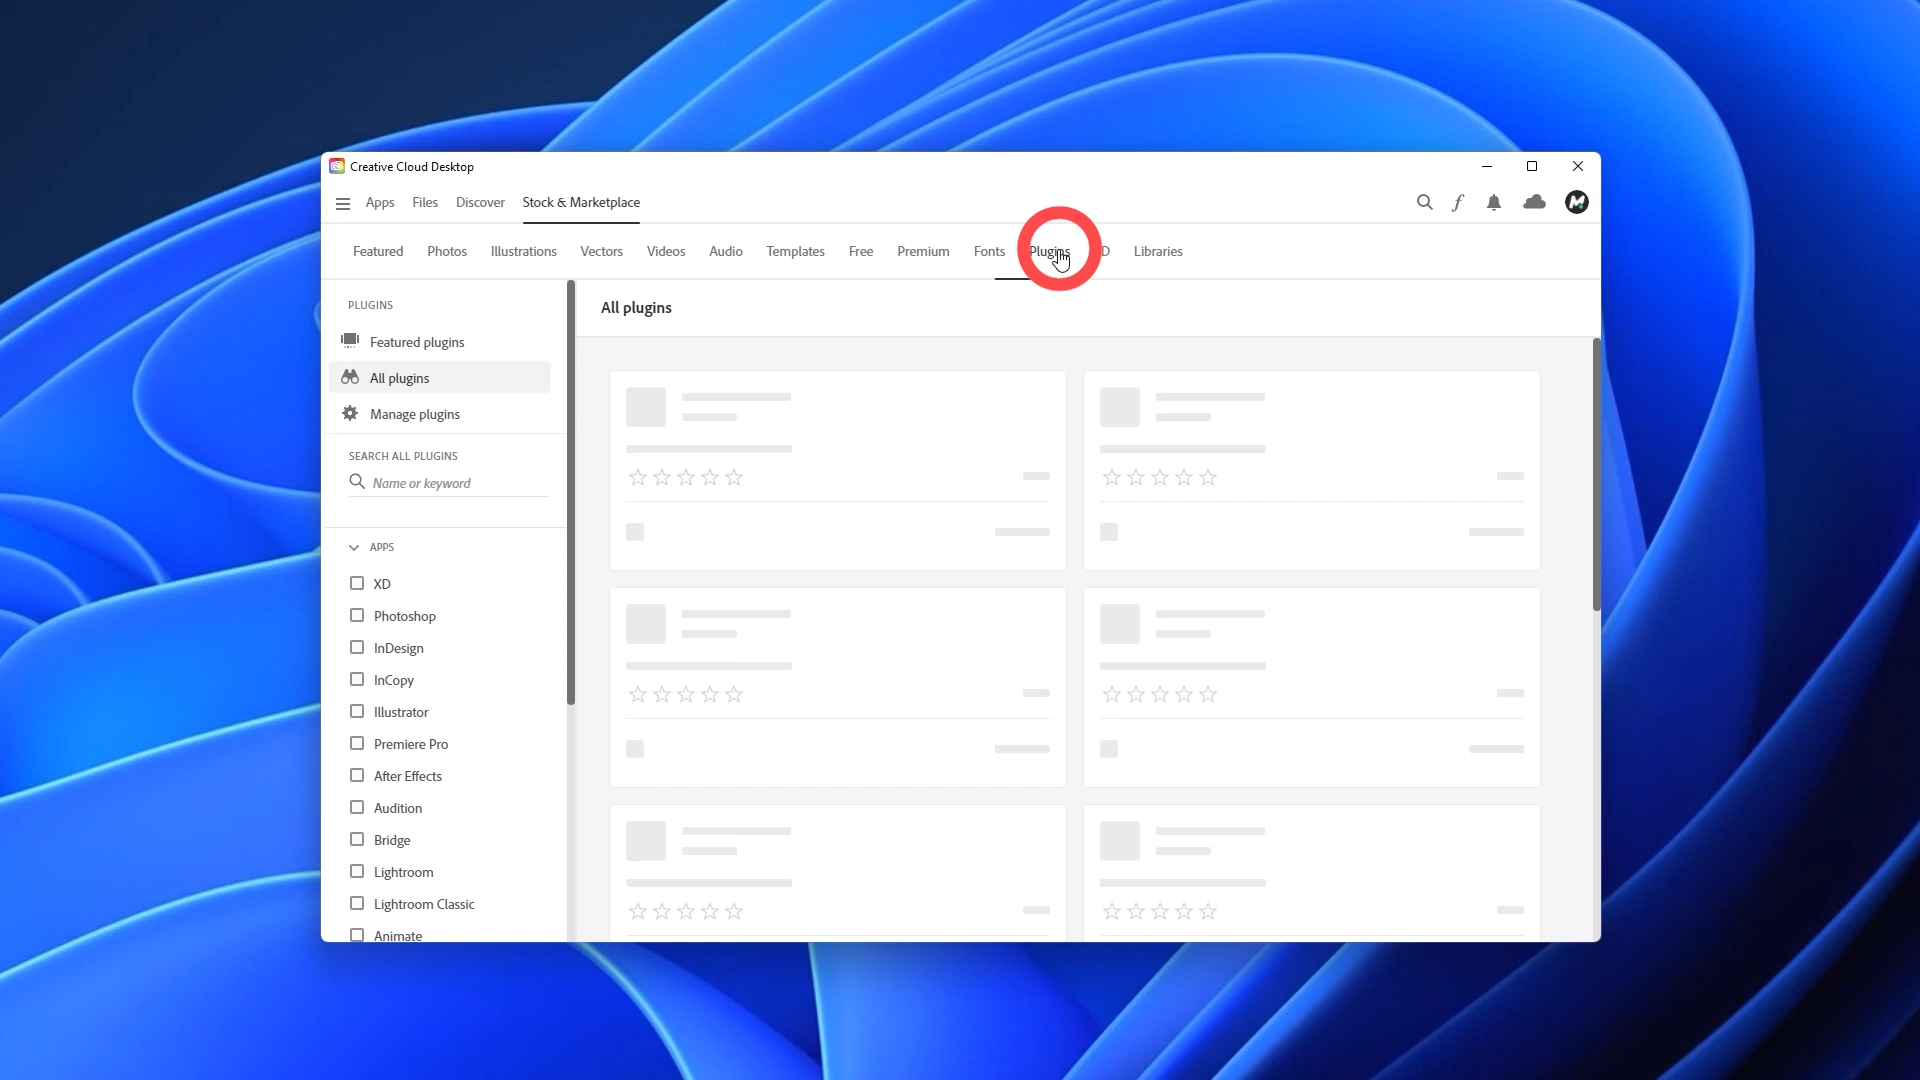 Creative Cloud Desktop
Apps Files Discover Stock & Marketplace
Featured Photos Illustrations Vectors Videos Audio Templates Free Premium Fonts Plugins D Libraries
PLUGINS
All plugins
Featured plugins
All plugins
Manage plugins
SEARCH ALL PLUGINS
Name or keyword
APPS
XD
Photoshop
InDesign
InCopy
Illustrator
Premiere Pro
After Effects
Audition
Bridge
Lightroom
Lightroom Classic
Animate